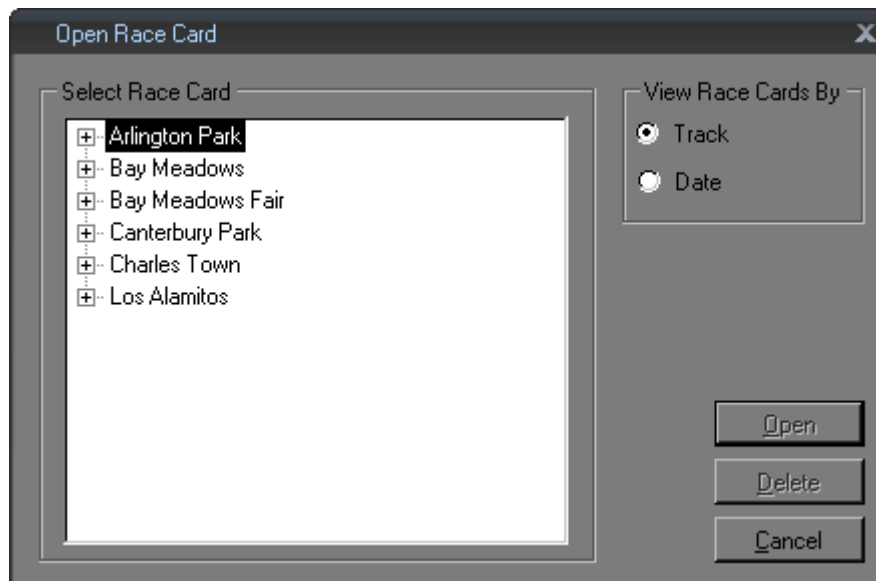 Open Race Card
X
Select Race Card
Arlington Park
Bay Meadows
Bay Meadows Fair
Canterbury Park
Charles Town
Los Alamitos
View Race Cards By
Track
Date
Open
Delete
Cancel